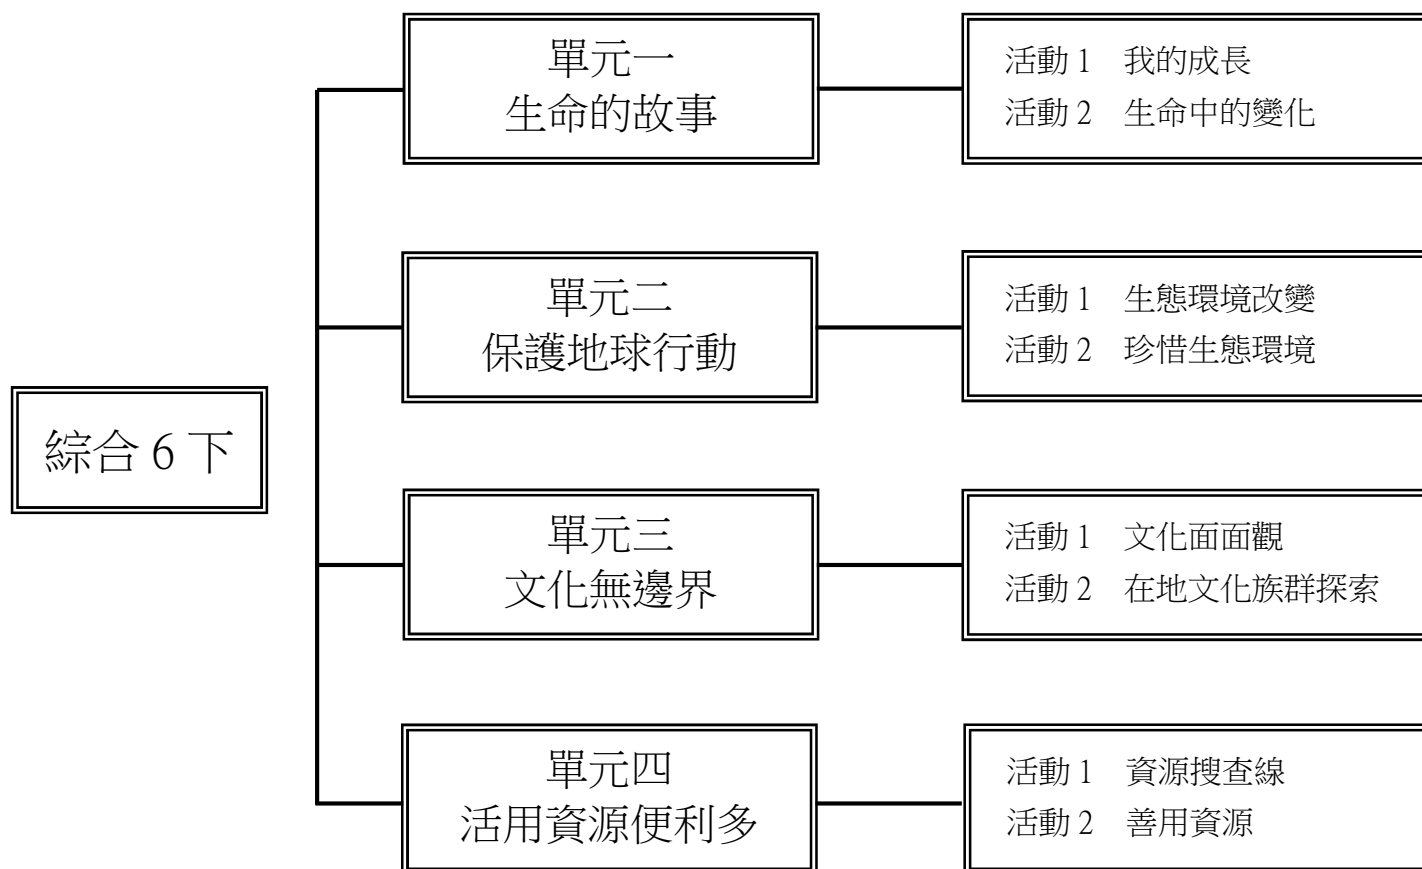 單元一
生命的故事
活動 1　我的成長
活動 2　生命中的變化
單元二
保護地球行動
活動 1　生態環境改變
活動 2　珍惜生態環境
綜合 6 下
單元三
文化無邊界
活動 1　文化面面觀
活動 2　在地文化族群探索
單元四
活用資源便利多
活動 1　資源搜查線
活動 2　善用資源